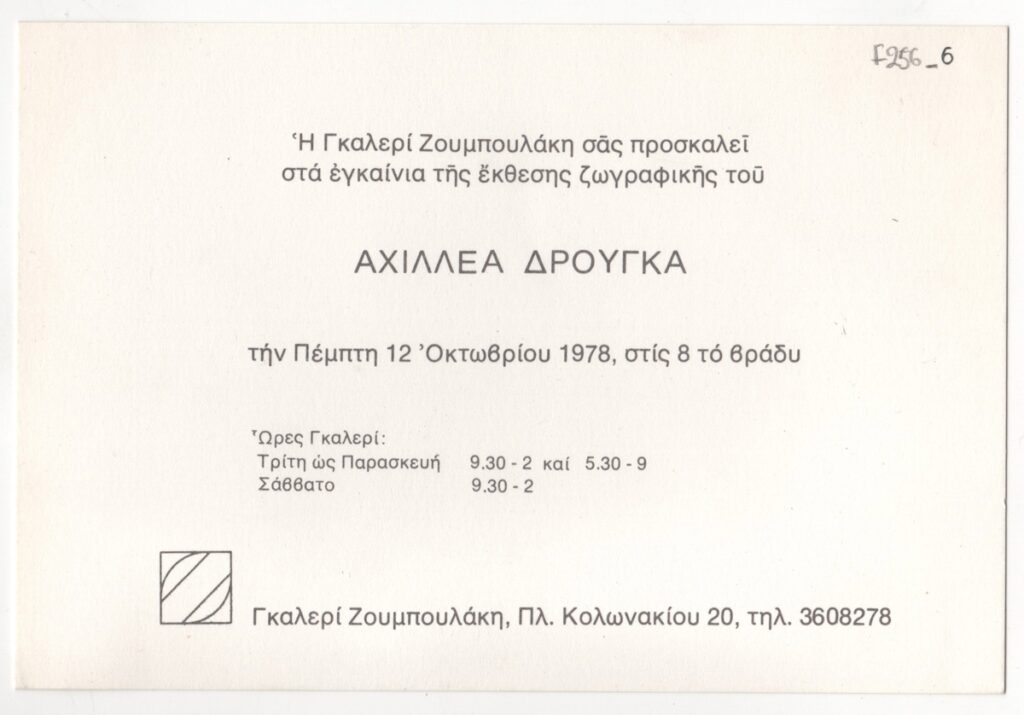 F256_6
Ἡ Γκαλερί Ζουμπουλάκη σᾶς προσκαλεῖ
στά ἐγκαίνια τῆς ἔκθεσης ζωγραφικῆς τοῦ
ΑΧΙΛΛΕΑ ΔΡΟΥΓΚΑ
τήν Πέμπτη 12 Ὀκτωβρίου 1978, στίς 8 τό βράδυ
Ὧρες Γκαλερί:
Τρίτη ὡς Παρασκευή 9.30 - 2 καί 5.30 - 9
Σάββατο 9.30 - 2
Γκαλερί Ζουμπουλάκη, Πλ. Κολωνακίου 20, τηλ. 3608278